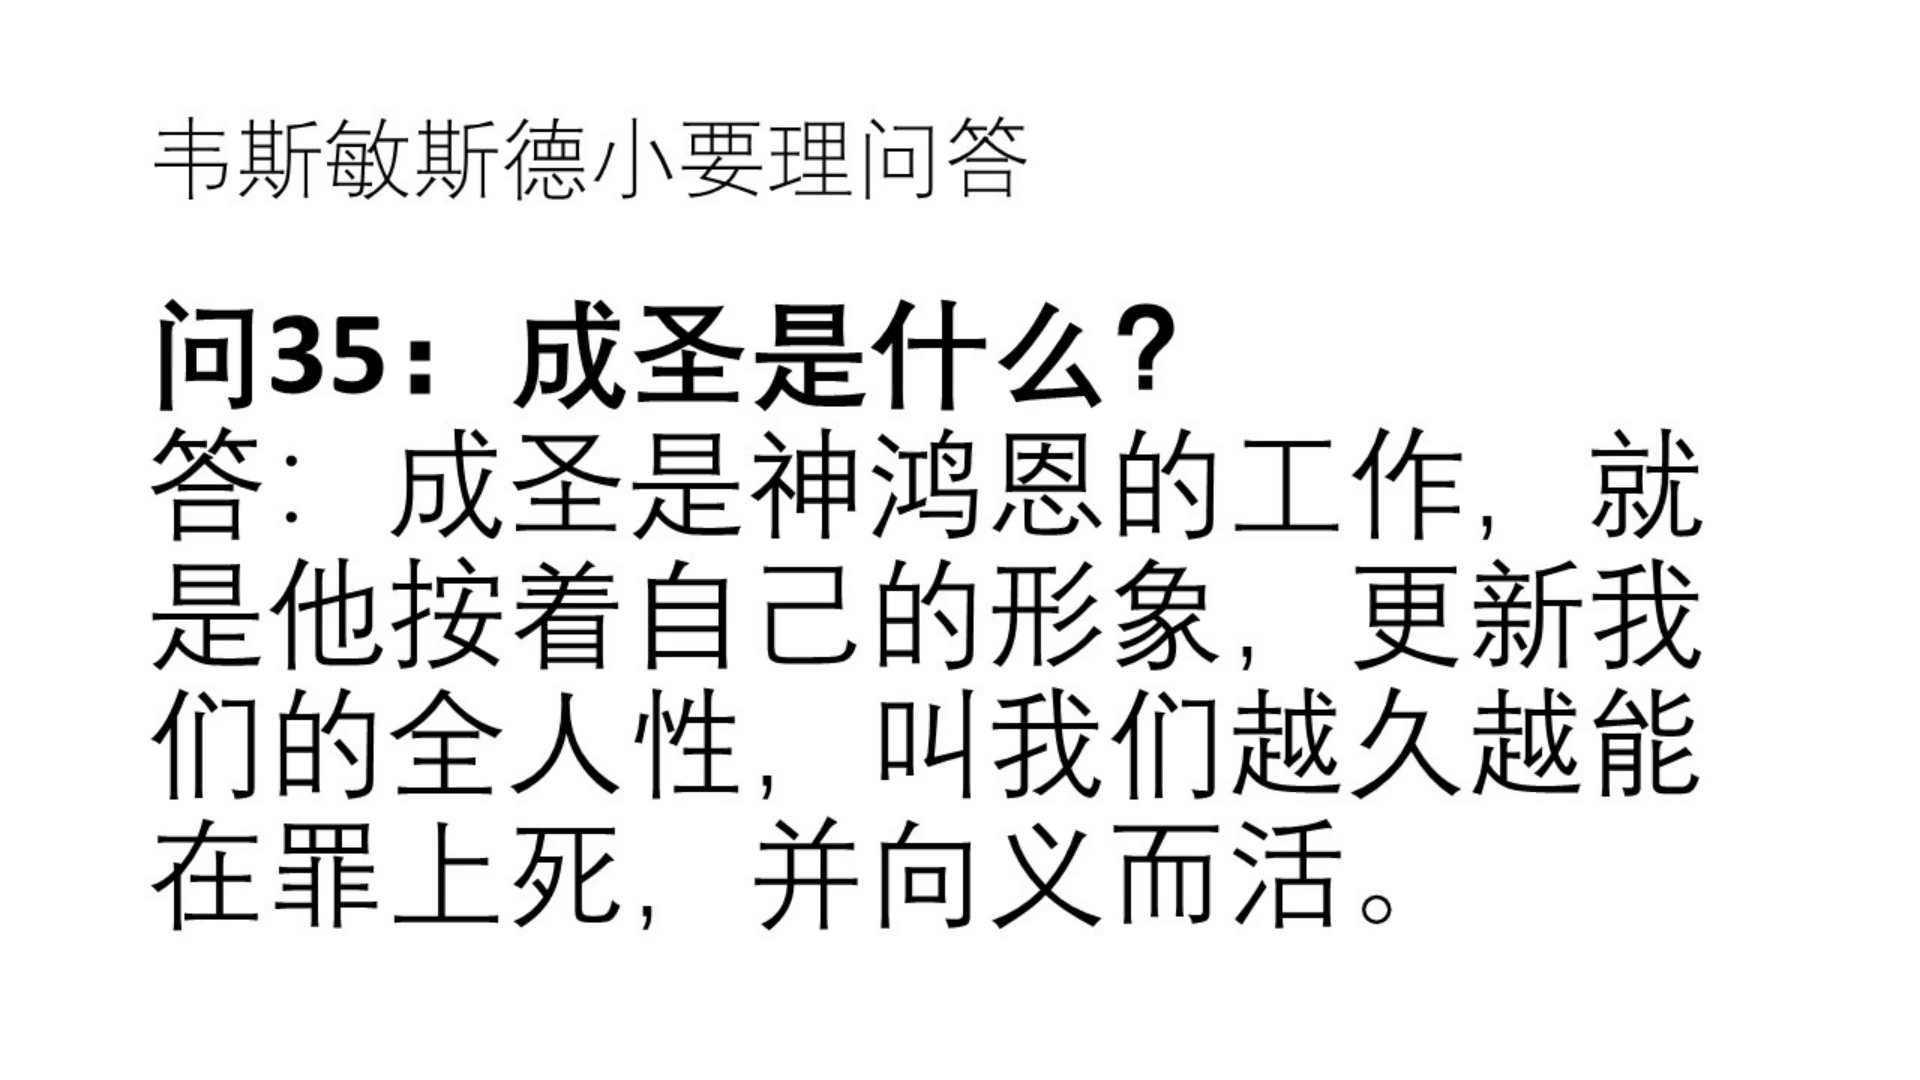 韦斯敏斯德小要理问答
问35：成圣是什么？
答：成圣是神鸿恩的工作，就
是他按着自己的形象，更新我
们的全人性，叫我们越久越能
在罪上死，并向义而活。